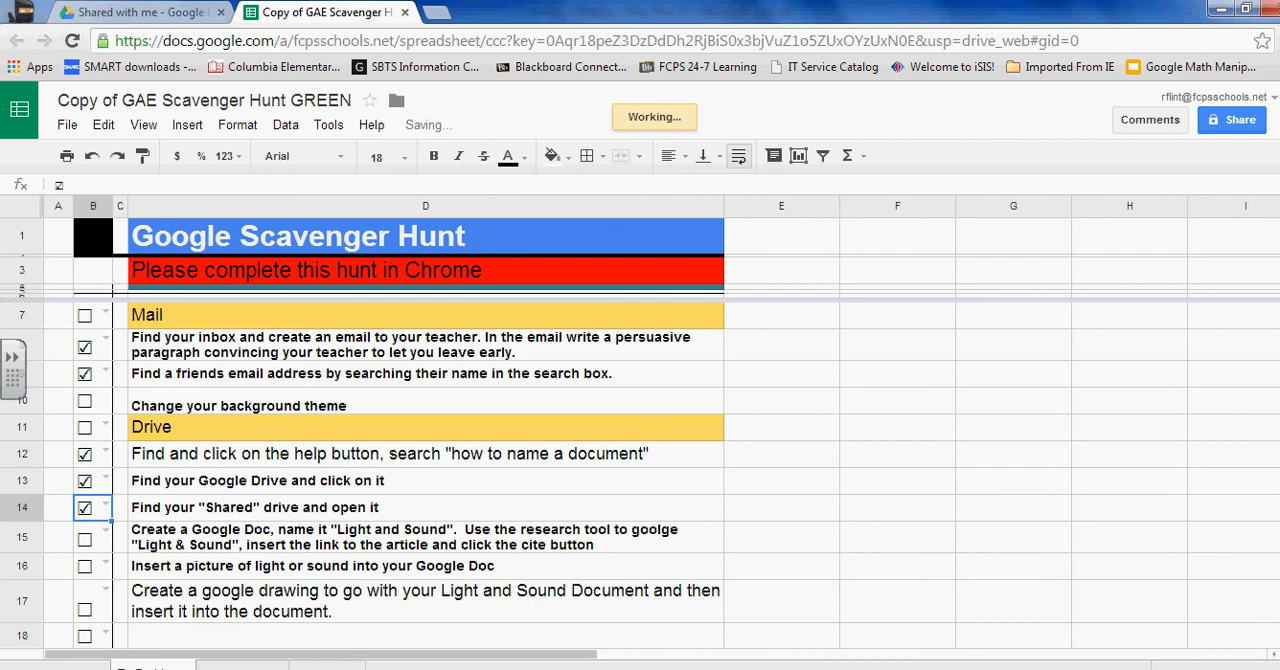 Shared with me - Google
Copy of GAE Scavenger H
https://docs.google.com/a/fcpsschools.net/spreadsheet/ccc?key=0Aqr18peZ3DzDdDh2RjBiS0x3bjVuZ1o5ZUxOYzUxN0E&usp=drive_web#gid=0
Apps SMART downloads -... Columbia Elementar... SBTS Information C... Blackboard Connect... FCPS 24-7 Learning IT Service Catalog Welcome to iSIS! Imported From IE Google Math Manip...
Copy of GAE Scavenger Hunt GREEN
Working...
rflint@fcpsschools.net
File Edit View Insert Format Data Tools Help Saving...
Comments Share
$ % 123 Arial 18 B I S A Σ
fx
A B C D E F G H I
1 Google Scavenger Hunt
3 Please complete this hunt in Chrome
7 Mail
Find your inbox and create an email to your teacher. In the email write a persuasive
paragraph convincing your teacher to let you leave early.
Find a friends email address by searching their name in the search box.
10 Change your background theme
11 Drive
12 Find and click on the help button, search "how to name a document"
13 Find your Google Drive and click on it
14 Find your "Shared" drive and open it
15 Create a Google Doc, name it "Light and Sound".  Use the research tool to goolge
"Light & Sound", insert the link to the article and click the cite button
16 Insert a picture of light or sound into your Google Doc
17 Create a google drawing to go with your Light and Sound Document and then
insert it into the document.
18